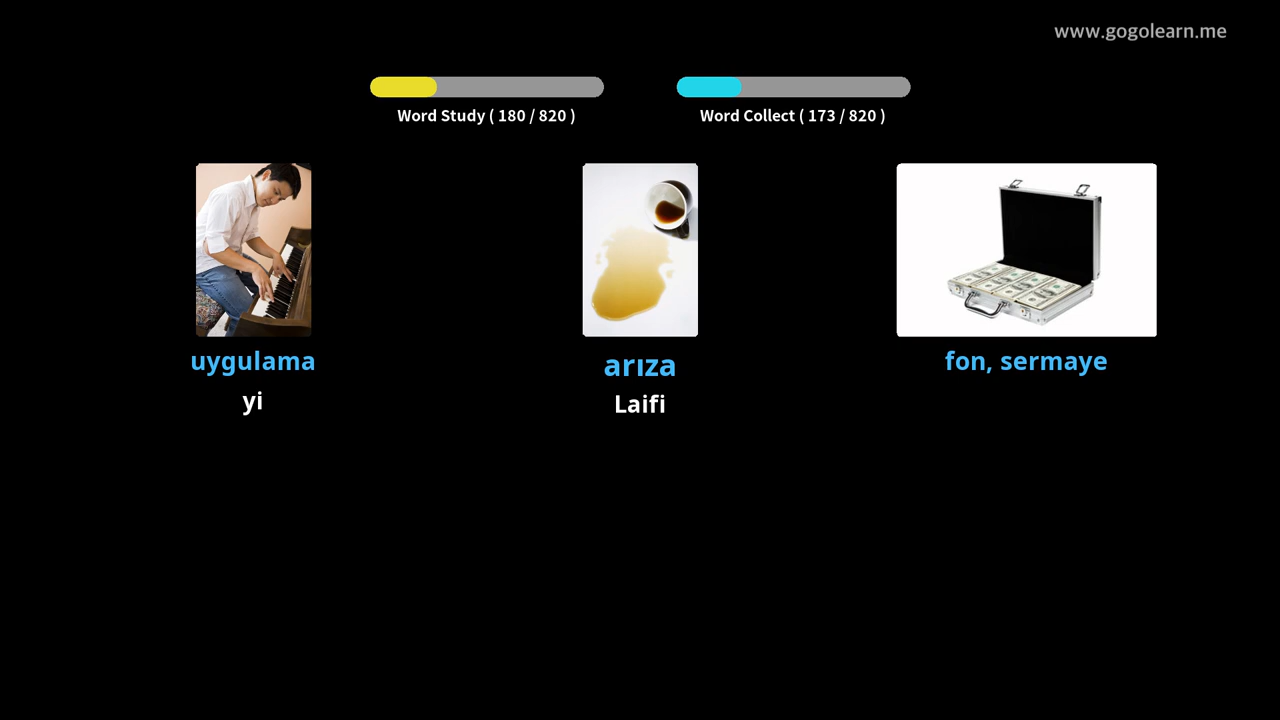 www.gogolearn.me
Word Study ( 180 / 820 )
Word Collect ( 173 / 820 )
uygulama
yi
arıza
Laifi
fon, sermaye